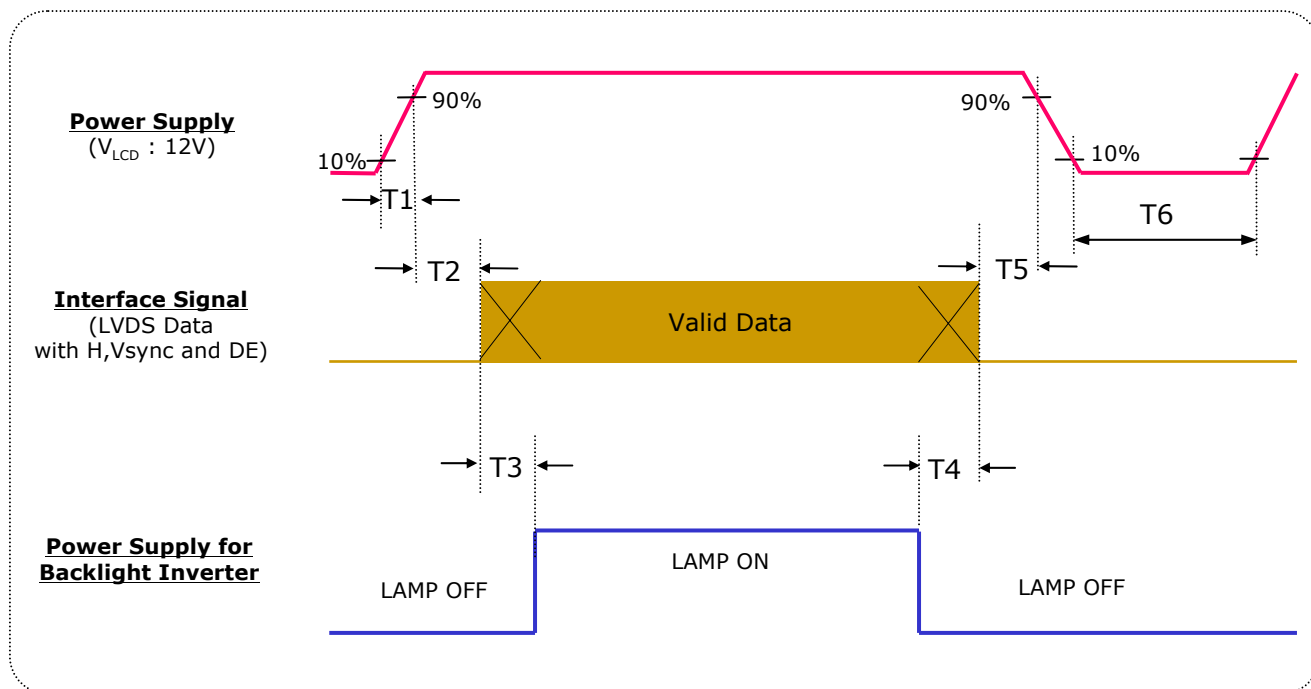 Power Supply
(VLCD : 12V)
90%
10%
90%
10%
T1
T2
T5
T6
Interface Signal
(LVDS Data
with H,Vsync and DE)
Valid Data
T3
T4
Power Supply for
Backlight Inverter
LAMP OFF
LAMP ON
LAMP OFF